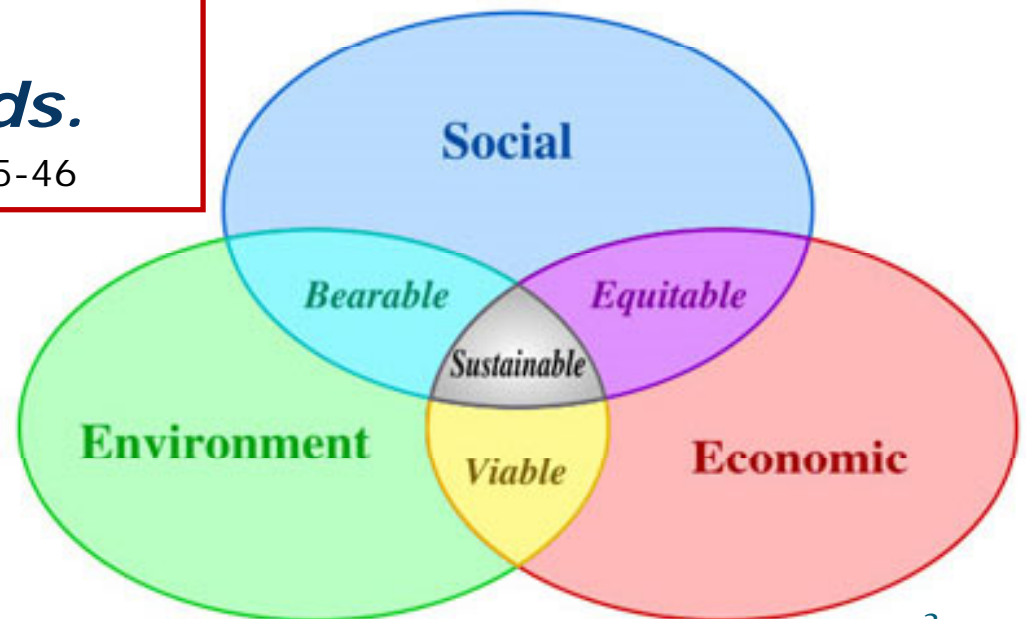 ds.
5-46
Social
Bearable
Equitable
Sustainable
Environment
Economic
Viable